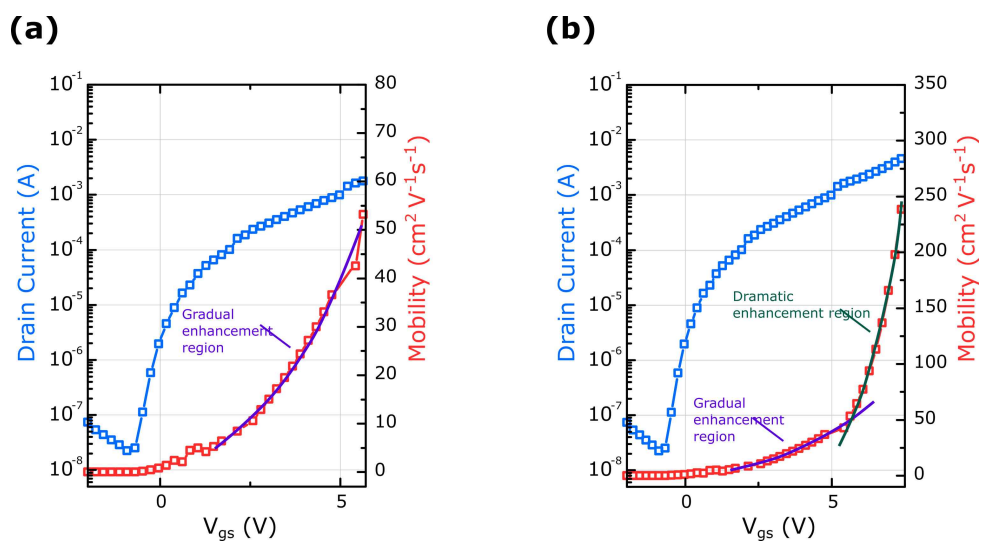 (a)
(b)
10⁻¹
10⁻²
10⁻³
10⁻⁴
10⁻⁵
10⁻⁶
10⁻⁷
10⁻⁸
Drain Current (A)
80
70
60
50
40
30
20
10
0
Mobility (cm² V⁻¹s⁻¹)
Gradual
enhancement
region
0
5
Vgs (V)
10⁻¹
10⁻²
10⁻³
10⁻⁴
10⁻⁵
10⁻⁶
10⁻⁷
10⁻⁸
Drain Current (A)
350
300
250
200
150
100
50
0
Mobility (cm² V⁻¹s⁻¹)
Dramatic
enhancement region
Gradual
enhancement
region
0
5
Vgs (V)